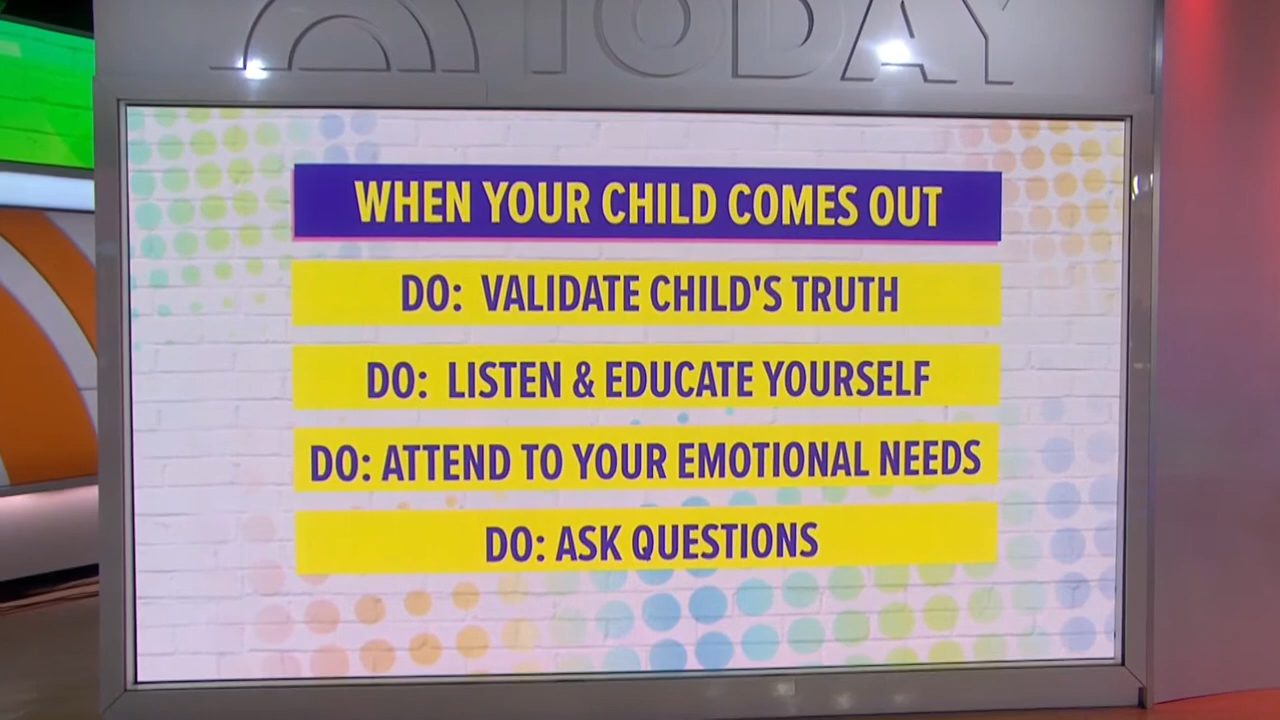 TODAY
WHEN YOUR CHILD COMES OUT
DO: VALIDATE CHILD'S TRUTH
DO: LISTEN & EDUCATE YOURSELF
DO: ATTEND TO YOUR EMOTIONAL NEEDS
DO: ASK QUESTIONS